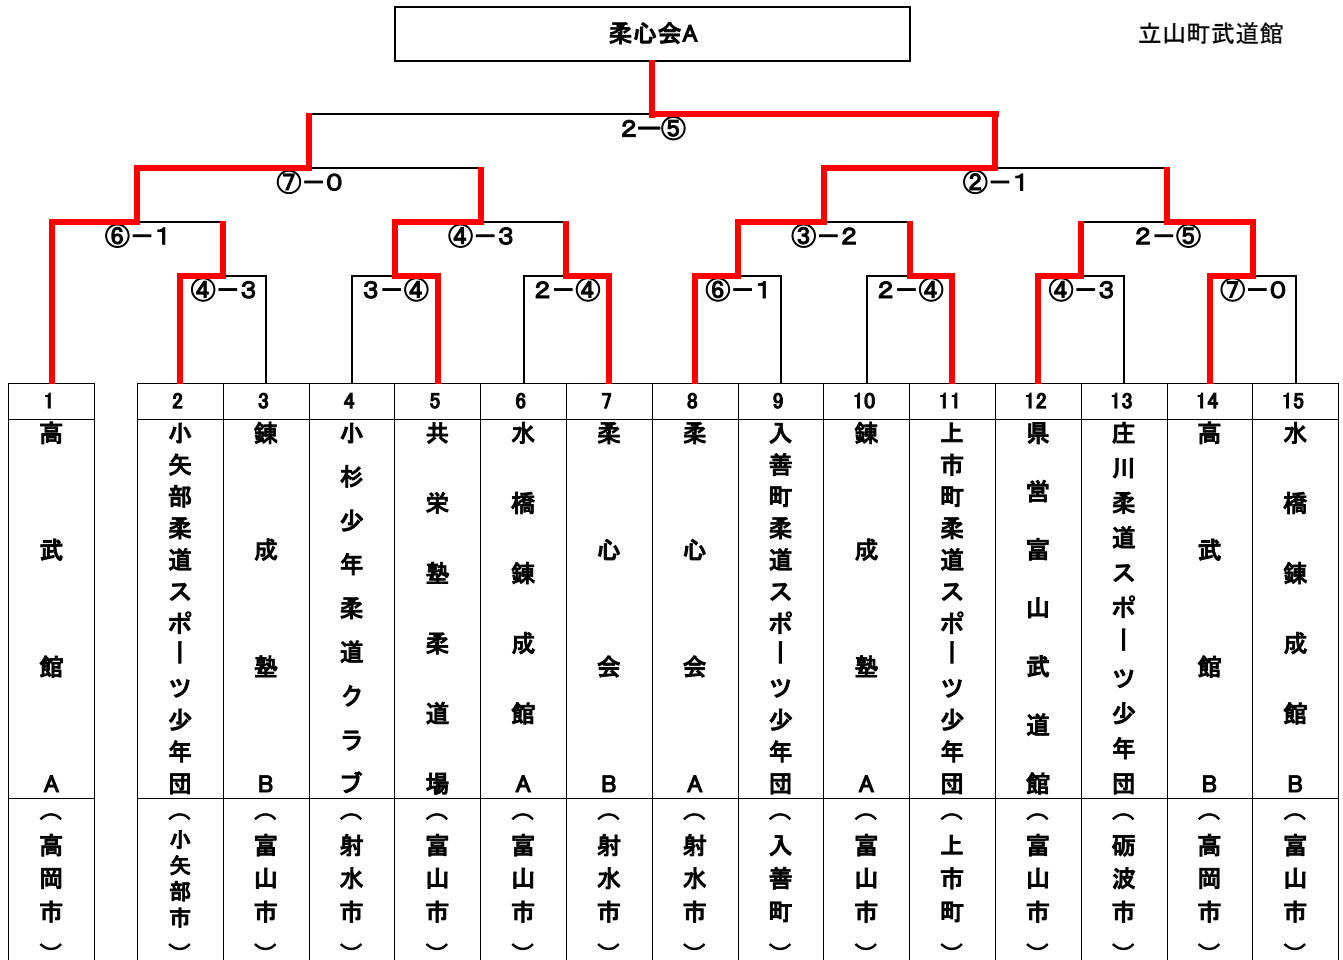 柔心会A
立山町武道館
2－⑤
⑦－0
②－1
⑥－1
④－3
③－2
2－⑤
④－3
3－④
2－④
⑥－1
2－④
④－3
⑦－0
1
2
3
4
5
6
7
8
9
10
11
12
13
14
15
高武館A
小矢部柔道スポーツ少年団
錬成塾B
小杉少年柔道クラブ
共栄塾柔道場
水橋錬成館A
柔心会B
柔心会A
入善町柔道スポーツ少年団
錬成塾A
上市町柔道スポーツ少年団
県営富山武道館
庄川柔道スポーツ少年団
高武館B
水橋錬成館B
（高岡市）
（小矢部市）
（富山市）
（射水市）
（富山市）
（富山市）
（射水市）
（射水市）
（入善町）
（富山市）
（上市町）
（富山市）
（砺波市）
（高岡市）
（富山市）